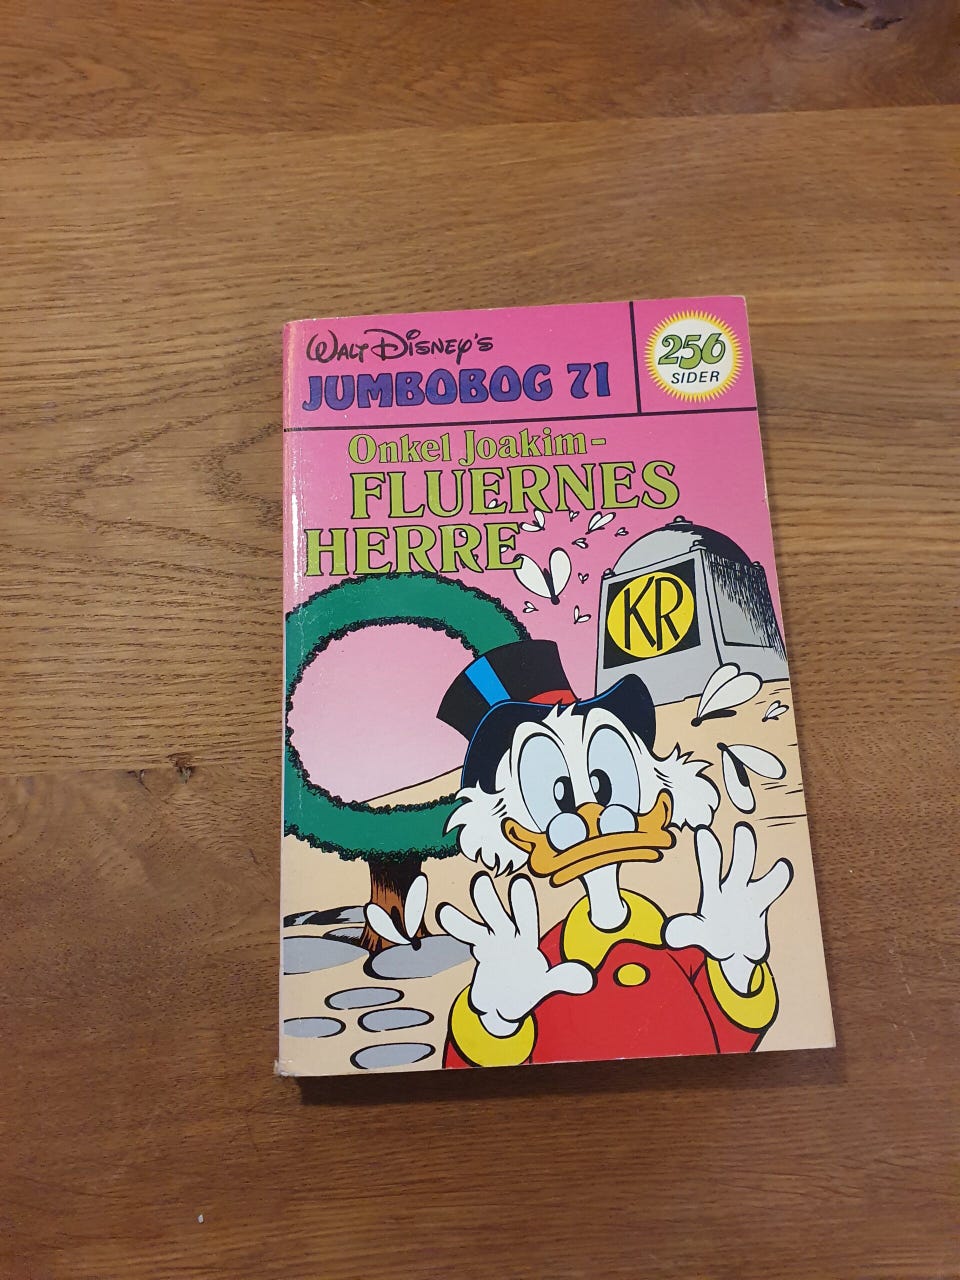 WALT DISNEY'S
JUMBOBOG 71
256
SIDER
Onkel Joakim-
FLUERNES
HERRE
KR